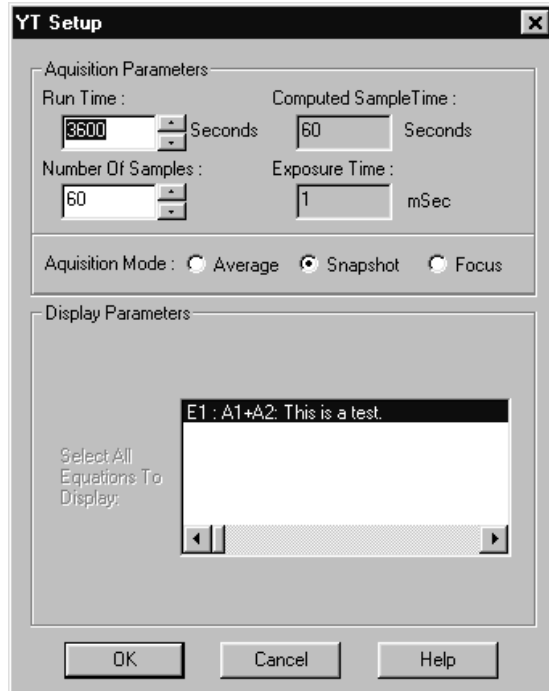 YT Setup
Aquisition Parameters
Run Time :
Computed SampleTime :
3600 Seconds
60 Seconds
Number Of Samples :
Exposure Time :
60
1 mSec
Aquisition Mode : Average Snapshot Focus
Display Parameters
E1 : A1+A2: This is a test.
Select All
Equations To
Display:
OK Cancel Help